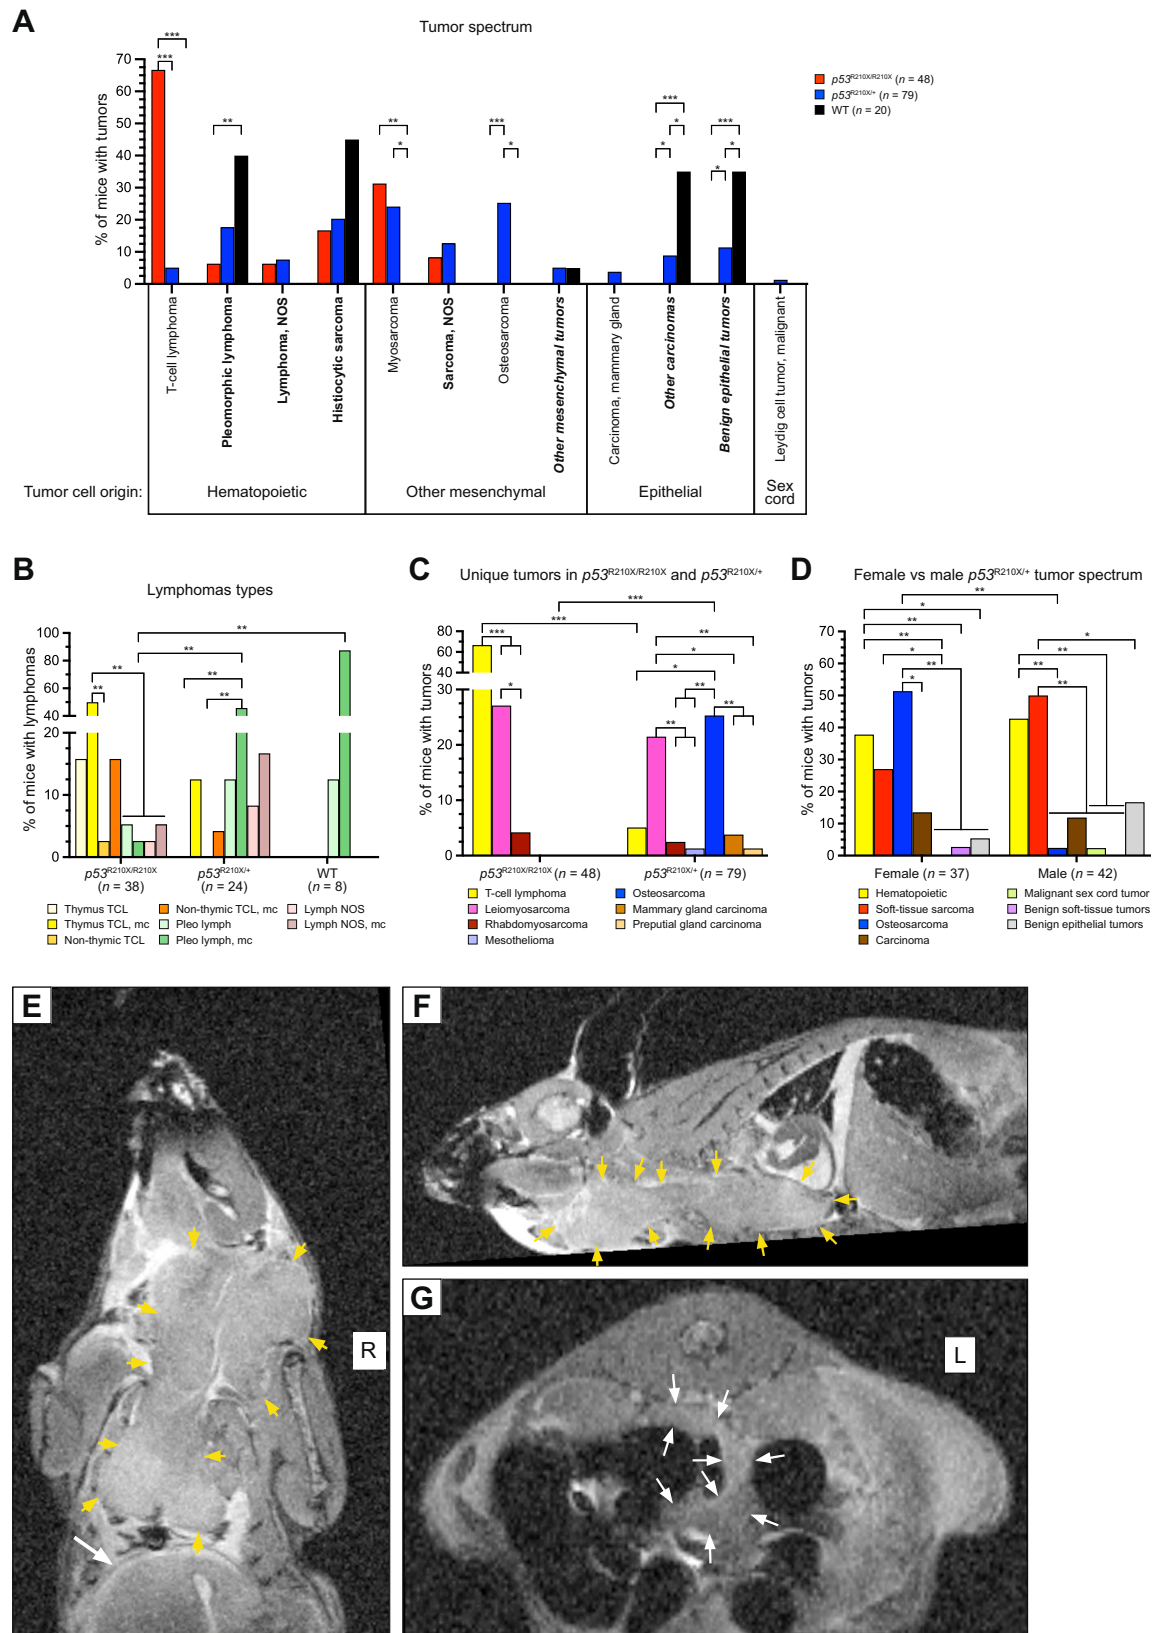 A
Tumor spectrum
p53R210X/R210X (n = 48)
p53R210X/+ (n = 79)
WT (n = 20)
% of mice with tumors
70
60
50
40
30
20
10
0
***
***
**
**
*
***
*
***
*
*
***
*
*
T-cell lymphoma
Pleomorphic lymphoma
Lymphoma, NOS
Histiocytic sarcoma
Myosarcoma
Sarcoma, NOS
Osteosarcoma
Other mesenchymal tumors
Carcinoma, mammary gland
Other carcinomas
Benign epithelial tumors
Leydig cell tumor, malignant
Tumor cell origin:
Hematopoietic
Other mesenchymal
Epithelial
Sex
cord
B
Lymphomas types
% of mice with lymphomas
100
80
60
40
20
10
0
**
**
**
**
**
**
p53R210X/R210X
(n = 38)
p53R210X/+
(n = 24)
WT
(n = 8)
Thymus TCL
Thymus TCL, mc
Non-thymic TCL
Non-thymic TCL, mc
Pleo lymph
Pleo lymph, mc
Lymph NOS
Lymph NOS, mc
C
Unique tumors in p53R210X/R210X and p53R210X/+
% of mice with tumors
80
60
40
30
20
10
0
***
***
***
*
**
*
*
**
**
**
p53R210X/R210X (n = 48)
p53R210X/+ (n = 79)
T-cell lymphoma
Leiomyosarcoma
Rhabdomyosarcoma
Mesothelioma
Osteosarcoma
Mammary gland carcinoma
Preputial gland carcinoma
D
Female vs male p53R210X/+ tumor spectrum
% of mice with tumors
70
60
50
40
30
20
10
0
**
*
**
**
*
**
*
*
**
**
**
Female (n = 37)
Male (n = 42)
Hematopoietic
Soft-tissue sarcoma
Osteosarcoma
Carcinoma
Malignant sex cord tumor
Benign soft-tissue tumors
Benign epithelial tumors
E
R
F
G
L